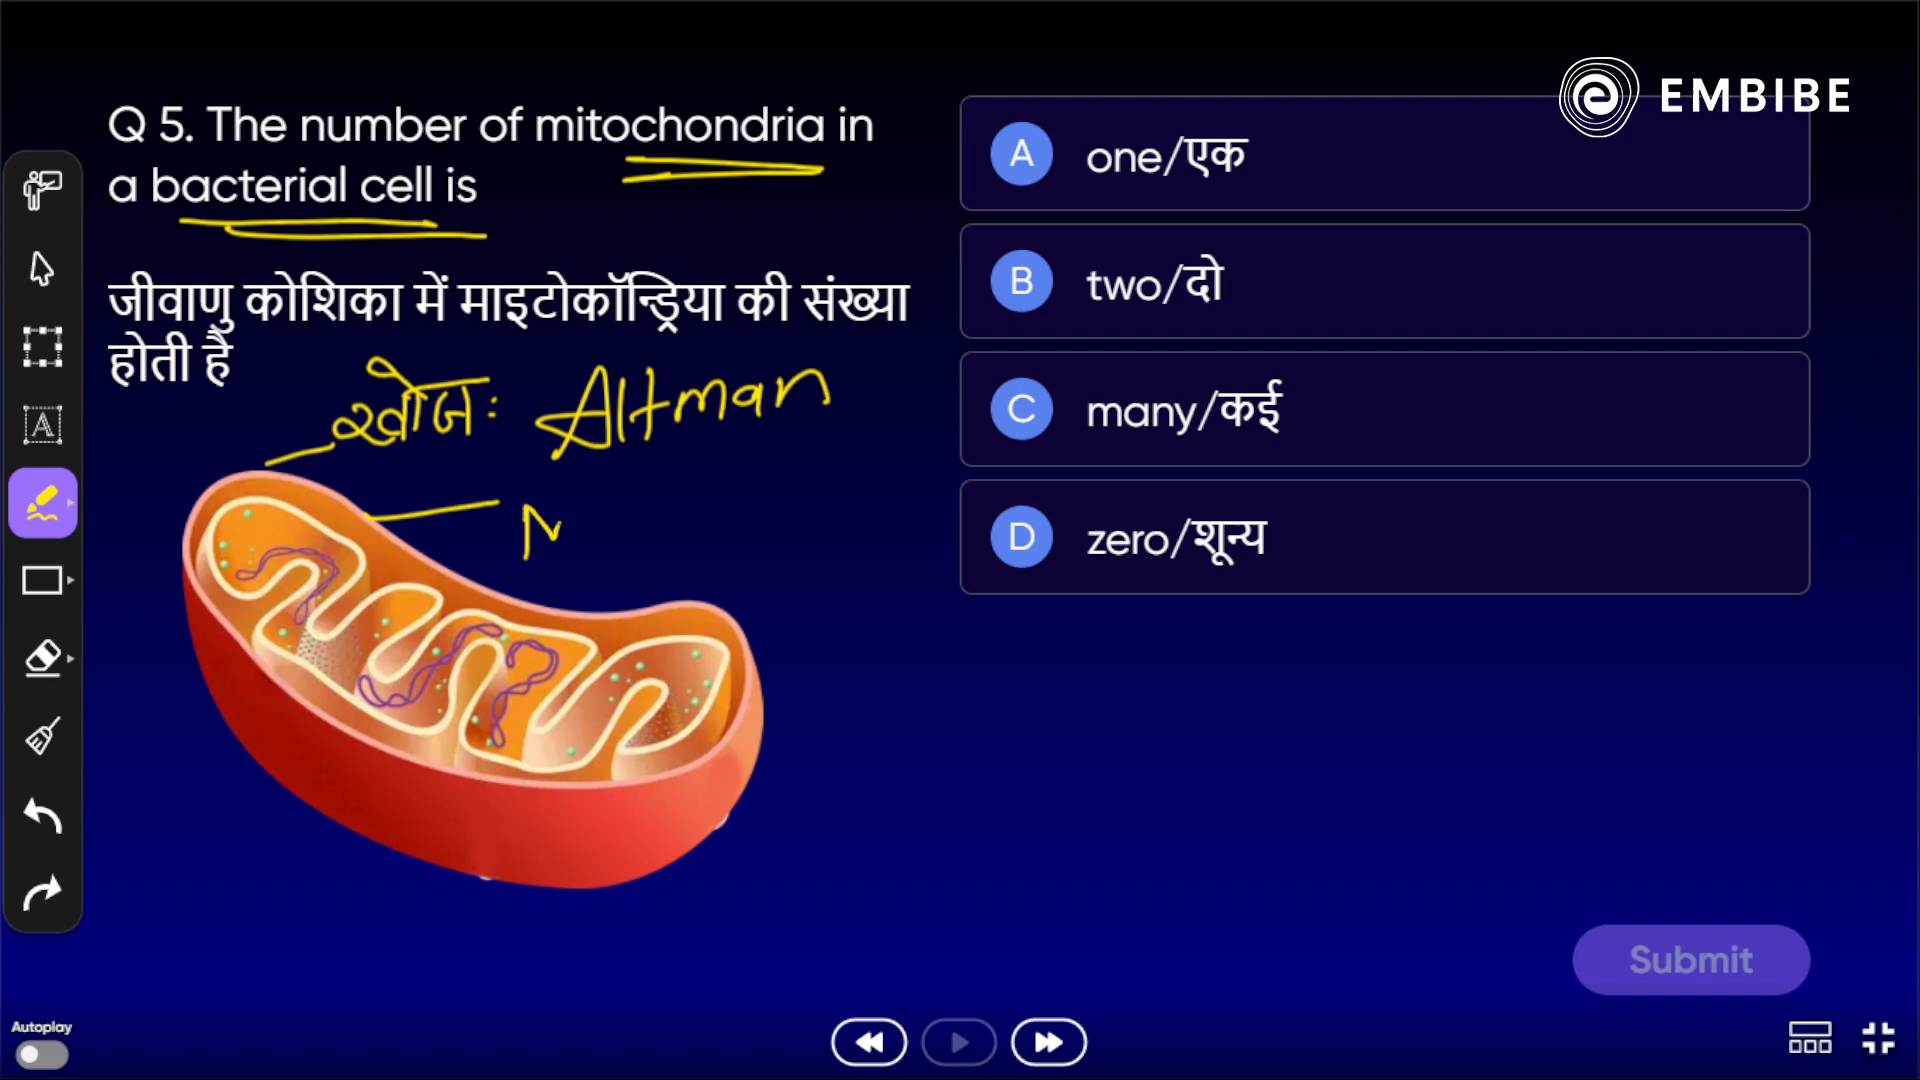 EMBIBE
Q 5. The number of mitochondria in
a bacterial cell is
जीवाणु कोशिका में माइटोकॉन्ड्रिया की संख्या
होती है
खोज: Altman
N
A one/एक
B two/दो
C many/कई
D zero/शून्य
Submit
Autoplay